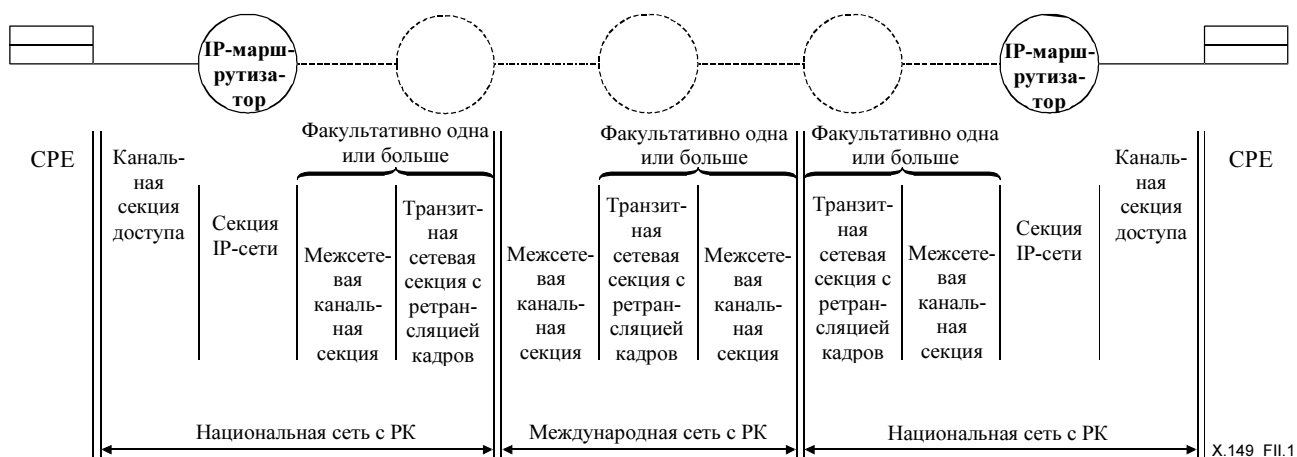 IP-марш-
рутиза-
тор
IP-марш-
рутиза-
тор
CPE
Каналь-
ная
секция
доступа
Секция
IP-сети
Факультативно одна
или больше
Межсете-
вая
каналь-
ная
секция
Транзит-
ная
сетевая
секция с
ретран-
сляцией
кадров
Межсете-
вая
каналь-
ная
секция
Факультативно одна
или больше
Транзит-
ная
сетевая
секция с
ретран-
сляцией
кадров
Межсете-
вая
каналь-
ная
секция
Факультативно одна
или больше
Транзит-
ная
сетевая
секция с
ретран-
сляцией
кадров
Межсете-
вая
каналь-
ная
секция
Секция
IP-сети
Каналь-
ная
секция
доступа
CPE
Национальная сеть с РК
Международная сеть с РК
Национальная сеть с РК
X.149_FII.1